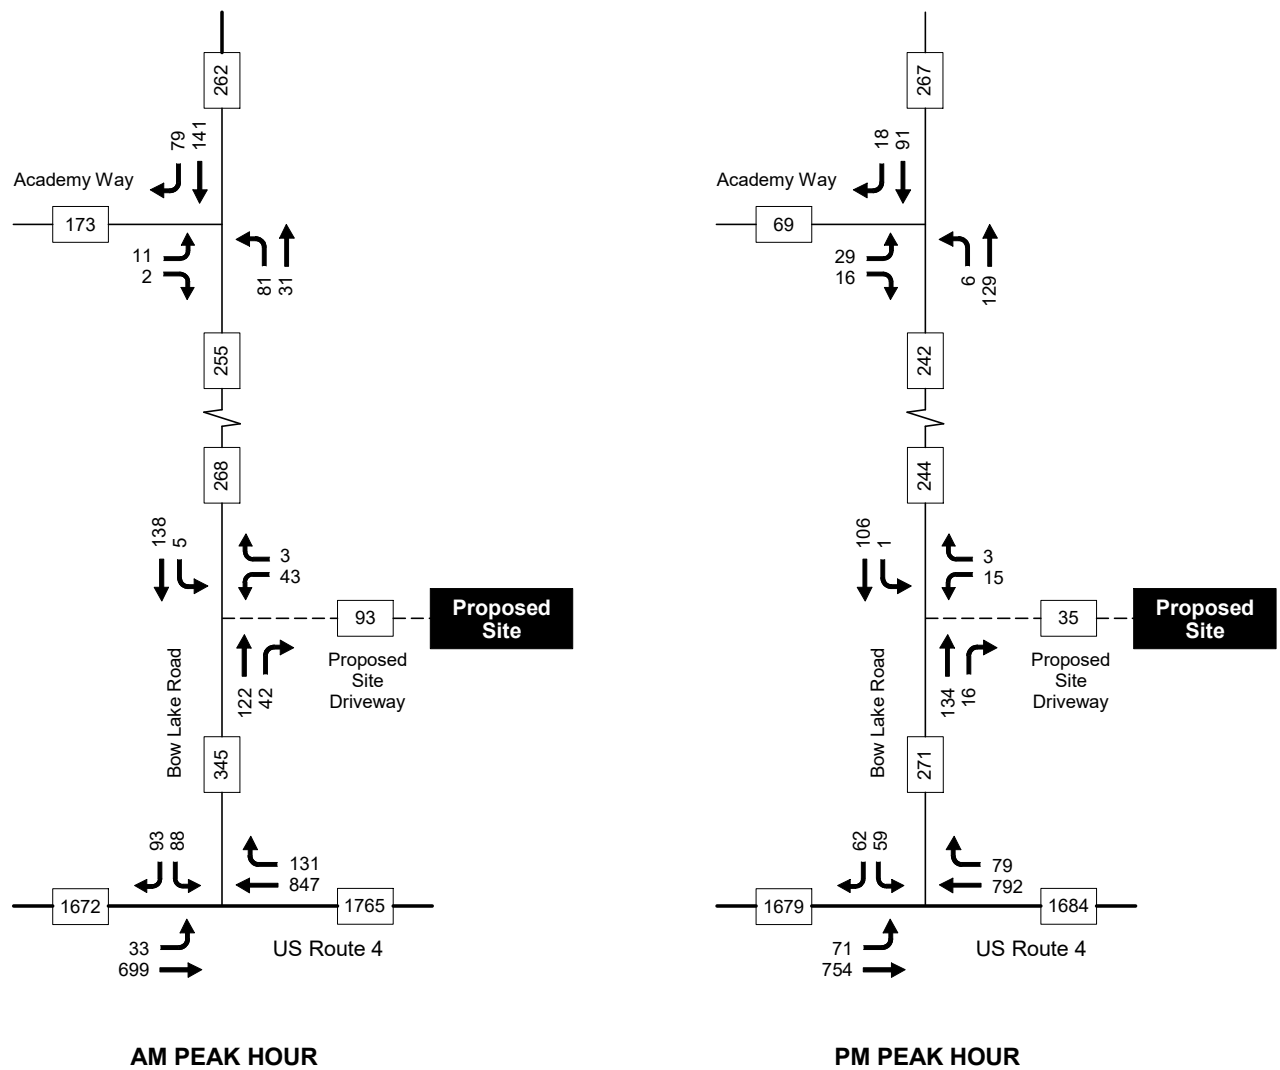 262
79
141
Academy Way
173
11
2
81
31
255
268
138
5
3
43
93
Proposed
Site
Proposed
Site
Driveway
122
42
Bow Lake Road
345
93
88
131
847
1672
1765
33
699
US Route 4
AM PEAK HOUR
267
18
91
Academy Way
69
29
16
6
129
242
244
106
1
3
15
35
Proposed
Site
Proposed
Site
Driveway
134
16
Bow Lake Road
271
62
59
79
792
1679
1684
71
754
US Route 4
PM PEAK HOUR